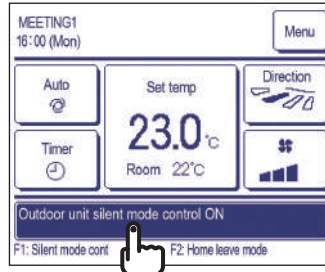 MEETING1
16:00 (Mon)
Menu
Auto
Set temp
Direction
23.0°C
Timer
Room 22°C
Outdoor unit silent mode control ON
F1: Silent mode cont
F2: Home leave mode